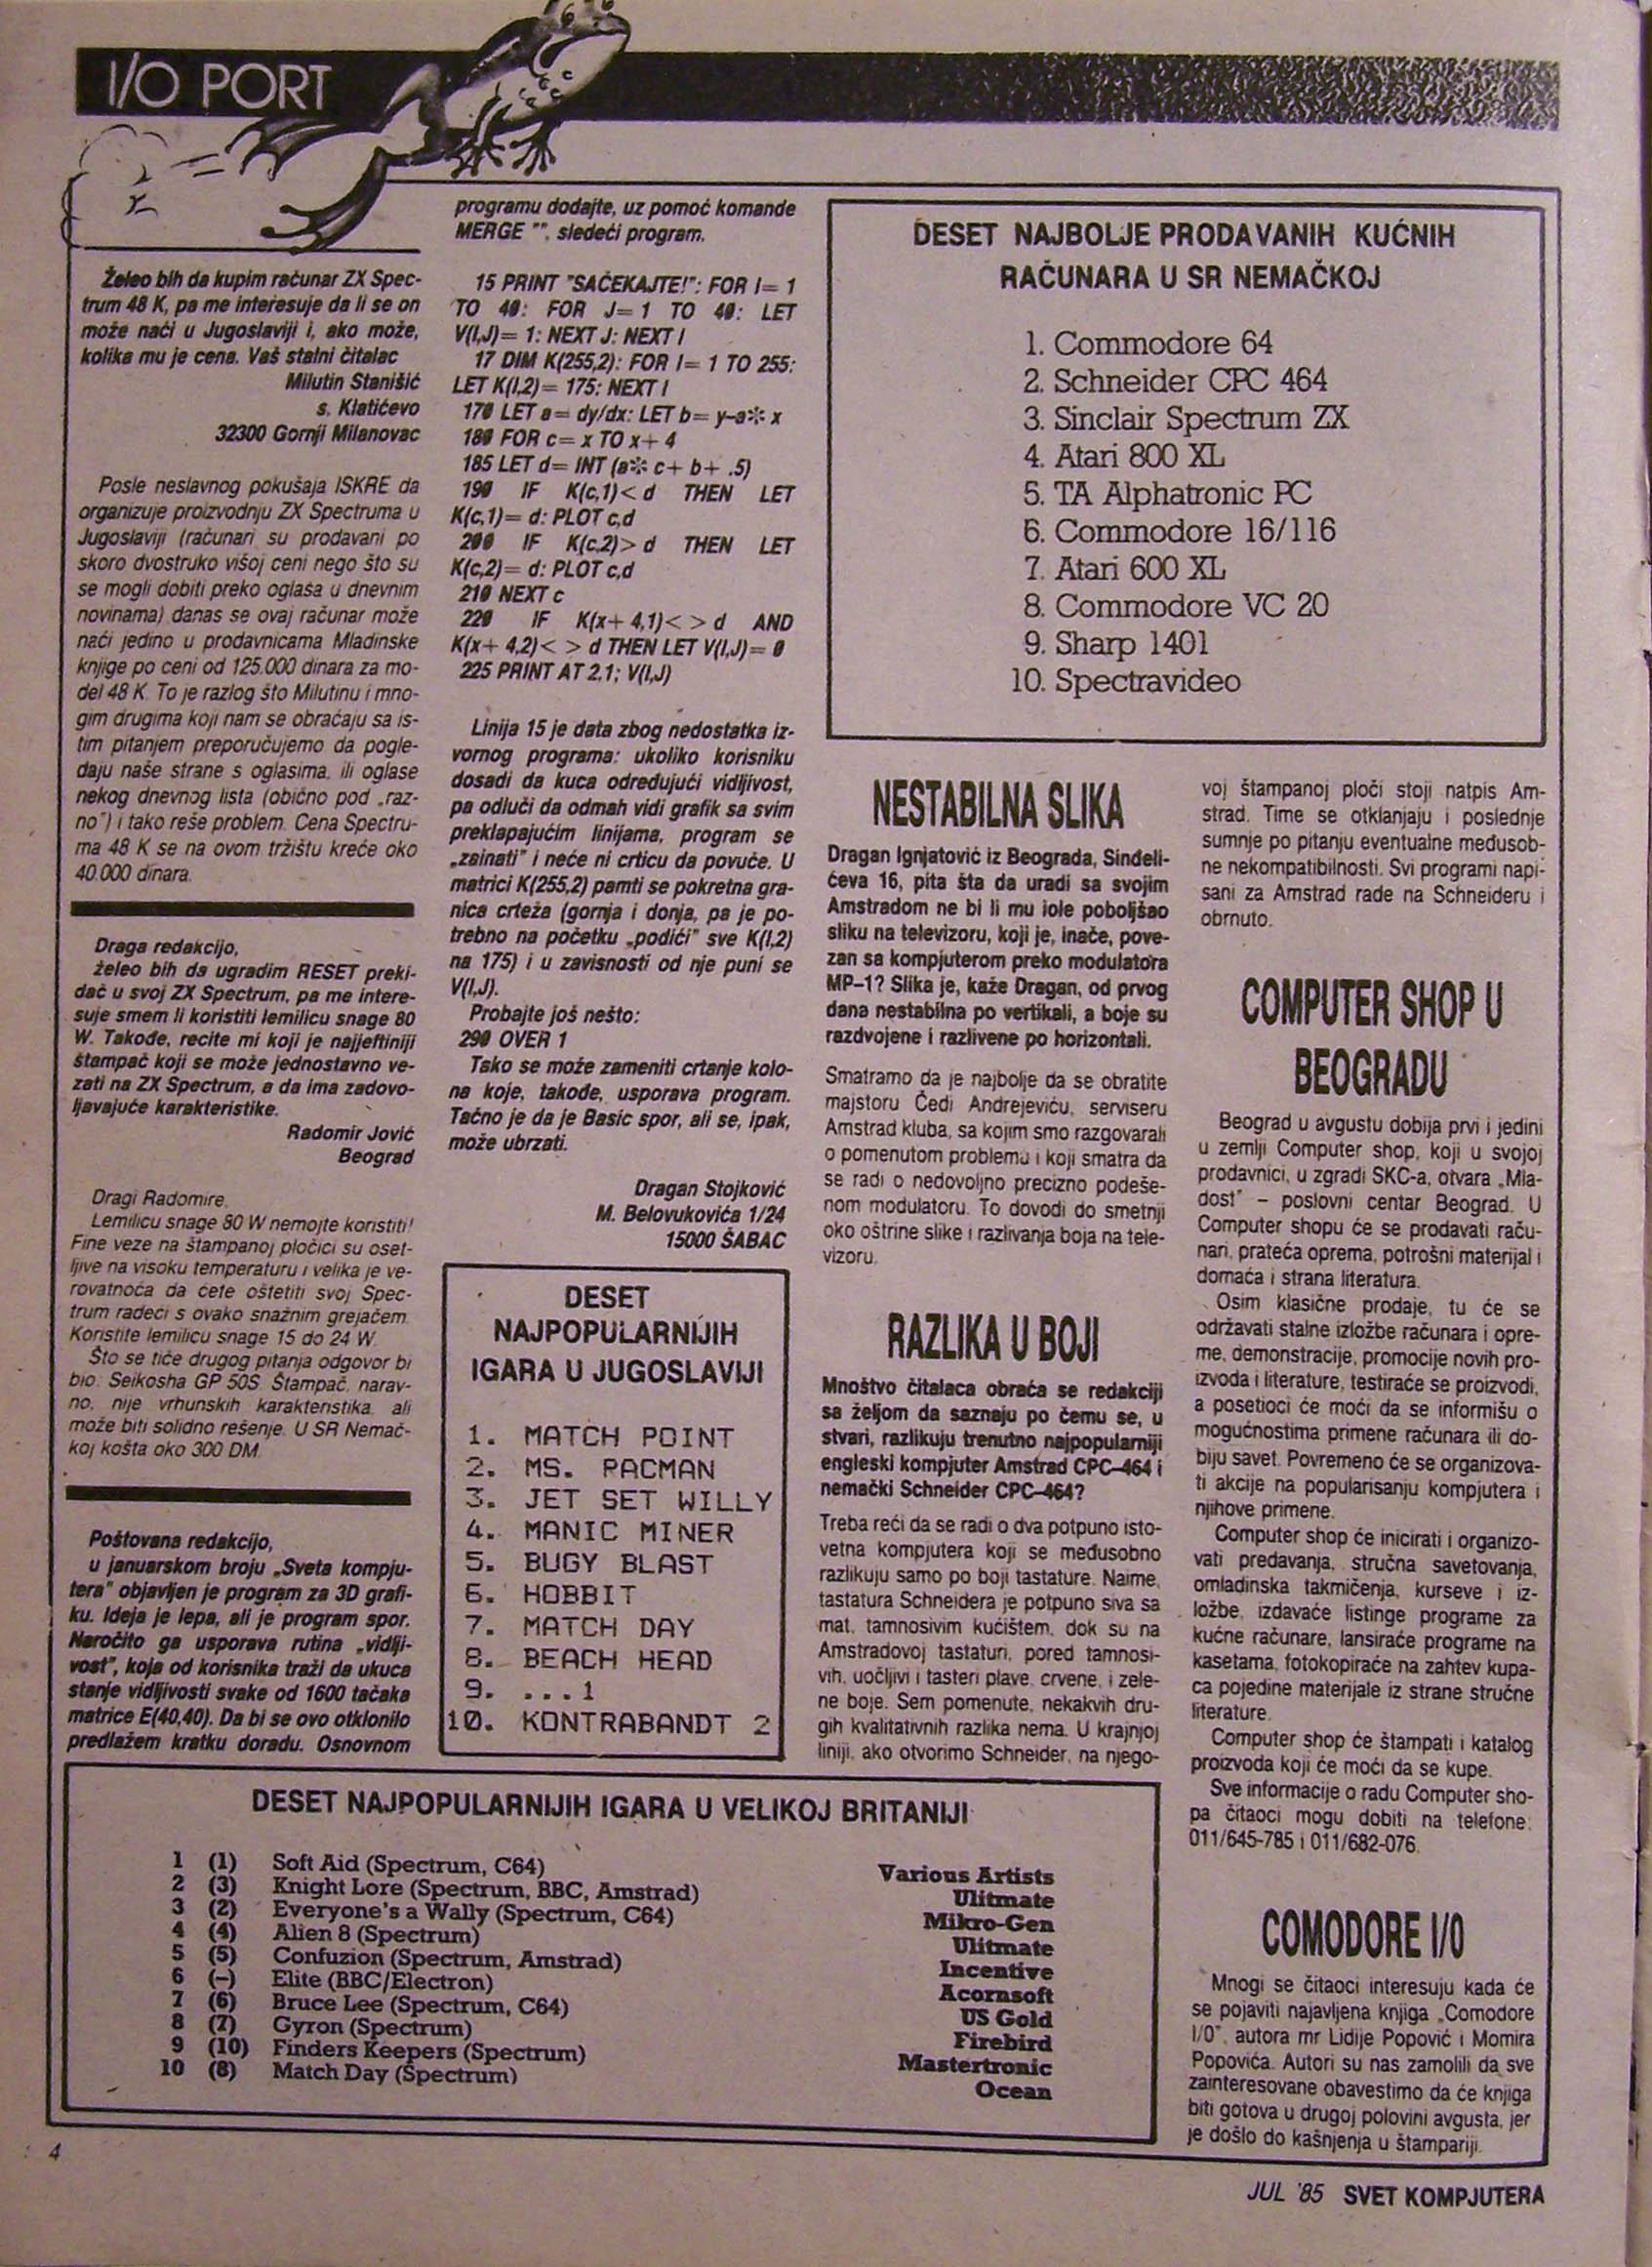 I/O PORT
Želeo bih da kupim računar ZX Spec-
trum 48 K, pa me interesuje da li se on
može naći u Jugoslaviji i, ako može,
kolika mu je cena. Vaš stalni čitalac
Milutin Stanišić
s. Klatićevo
32300 Gornji Milanovac
Posle neslavnog pokušaja ISKRE da
organizuje proizvodnju ZX Spectruma u
Jugoslaviji (računari su prodavani po
skoro dvostruko višoj ceni nego što su
se mogli dobiti preko oglasa u dnevnim
novinama) danas se ovaj računar može
naći jedino u prodavnicama Mladinske
knjige po ceni od 125.000 dinara za mo-
del 48 K. To je razlog što Milutinu i mno-
gim drugima koji nam se obraćaju sa is-
tim pitanjem preporučujemo da pogle-
daju naše strane s oglasima, ili oglase
nekog dnevnog lista (obično pod „raz-
no") i tako reše problem. Cena Spectru-
ma 48 K se na ovom tržištu kreće oko
40.000 dinara.
Draga redakcijo,
želeo bih da ugradim RESET preki-
dač u svoj ZX Spectrum, pa me intere-
suje smem li koristiti lemilicu snage 80
W. Takođe, recite mi koji je najjeftiniji
štampač koji se može jednostavno ve-
zati na ZX Spectrum, a da ima zadovo-
ljavajuće karakteristike.
Radomir Jović
Beograd
Dragi Radomire,
Lemilicu snage 80 W nemojte koristiti!
Fine veze na štampanoj pločici su oset-
ljive na visoku temperaturu i velika je ve-
rovatnoća da ćete oštetiti svoj Spec-
trum radeći s ovako snažnim grejačem.
Koristite lemilicu snage 15 do 24 W.
Što se tiče drugog pitanja odgovor bi
bio: Seikosha GP 50S. Štampač, narav-
no, nije vrhunskih karakteristika, ali
može biti solidno rešenje. U SR Nemač-
koj košta oko 300 DM.
Poštovana redakcijo,
u januarskom broju „Sveta kompju-
tera" objavljen je program za 3D grafi-
ku. Ideja je lepa, ali je program spor.
Naročito ga usporava rutina „vidlji-
vost", koja od korisnika traži da ukuca
stanje vidljivosti svake od 1600 tačaka
matrice E(40,40). Da bi se ovo otklonilo
predlažem kratku doradu. Osnovnom
programu dodajte, uz pomoć komande
MERGE "", sledeći program.
15 PRINT "SAČEKAJTE!": FOR I= 1
TO 40: FOR J= 1 TO 40: LET
V(I,J)= 1: NEXT J: NEXT I
17 DIM K(255,2): FOR I= 1 TO 255:
LET K(I,2)= 175: NEXT I
170 LET a= dy/dx: LET b= y–a* x
180 FOR c= x TO x+ 4
185 LET d= INT (a* c+ b+ .5)
190 IF K(c,1)< d THEN LET
K(c,1)= d: PLOT c,d
200 IF K(c,2)> d THEN LET
K(c,2)= d: PLOT c,d
210 NEXT c
220 IF K(x+ 4,1)< > d AND
K(x+ 4,2)< > d THEN LET V(I,J)= 0
225 PRINT AT 2,1; V(I,J)
Linija 15 je data zbog nedostatka iz-
vornog programa: ukoliko korisniku
dosadi da kuca određujući vidljivost,
pa odluči da odmah vidi grafik sa svim
preklapajućim linijama, program se
„zainati" i neće ni crticu da povuče. U
matrici K(255,2) pamti se pokretna gra-
nica crteža (gornja i donja, pa je po-
trebno na početku „podići" sve K(I,2)
na 175) i u zavisnosti od nje puni se
V(I,J).
Probajte još nešto:
290 OVER 1
Tako se može zameniti crtanje kolo-
na koje, takođe, usporava program.
Tačno je da je Basic spor, ali se, ipak,
može ubrzati.
Dragan Stojković
M. Belovukovića 1/24
15000 ŠABAC
DESET
NAJPOPULARNIJIH
IGARA U JUGOSLAVIJI
1. MATCH POINT
2. MS. PACMAN
3. JET SET WILLY
4. MANIC MINER
5. BUGY BLAST
6. HOBBIT
7. MATCH DAY
8. BEACH HEAD
9. ...1
10. KONTRABANDT 2
DESET NAJBOLJE PRODAVANIH KUĆNIH
RAČUNARA U SR NEMAČKOJ
1. Commodore 64
2. Schneider CPC 464
3. Sinclair Spectrum ZX
4. Atari 800 XL
5. TA Alphatronic PC
6. Commodore 16/116
7. Atari 600 XL
8. Commodore VC 20
9. Sharp 1401
10. Spectravideo
NESTABILNA SLIKA
Dragan Ignjatović iz Beograda, Sinđeli-
ćeva 16, pita šta da uradi sa svojim
Amstradom ne bi li mu iole poboljšao
sliku na televizoru, koji je, inače, pove-
zan sa kompjuterom preko modulatora
MP–1? Slika je, kaže Dragan, od prvog
dana nestabilna po vertikali, a boje su
razdvojene i razlivene po horizontali.
Smatramo da je najbolje da se obratite
majstoru Čedi Andrejeviću, serviseru
Amstrad kluba, sa kojim smo razgovarali
o pomenutom problemu i koji smatra da
se radi o nedovoljno precizno podeše-
nom modulatoru. To dovodi do smetnji
oko oštrine slike i razlivanja boja na tele-
vizoru.
RAZLIKA U BOJI
Mnoštvo čitalaca obraća se redakciji
sa željom da saznaju po čemu se, u
stvari, razlikuju trenutno najpopularniji
engleski kompjuter Amstrad CPC–464 i
nemački Schneider CPC–464?
Treba reći da se radi o dva potpuno isto-
vetna kompjutera koji se međusobno
razlikuju samo po boji tastature. Naime,
tastatura Schneidera je potpuno siva sa
mat, tamnosivim kućištem, dok su na
Amstradovoj tastaturi, pored tamnosi-
vih, uočljivi i tasteri plave, crvene, i zele-
ne boje. Sem pomenute, nekakvih dru-
gih kvalitativnih razlika nema. U krajnjoj
liniji, ako otvorimo Schneider, na njego-
voj štampanoj ploči stoji natpis Am-
strad. Time se otklanjaju i poslednje
sumnje po pitanju eventualne međusob-
ne nekompatibilnosti. Svi programi napi-
sani za Amstrad rade na Schneideru i
obrnuto.
COMPUTER SHOP U
BEOGRADU
Beograd u avgustu dobija prvi i jedini
u zemlji Computer shop, koji u svojoj
prodavnici, u zgradi SKC-a, otvara „Mla-
dost" – poslovni centar Beograd. U
Computer shopu će se prodavati raču-
nari, prateća oprema, potrošni materijal i
domaća i strana literatura.
Osim klasične prodaje, tu će se
održavati stalne izložbe računara i opre-
me, demonstracije, promocije novih pro-
izvoda i literature, testiraće se proizvodi,
a posetioci će moći da se informišu o
mogućnostima primene računara ili do-
biju savet. Povremeno će se organizova-
ti akcije na popularisanju kompjutera i
njihove primene.
Computer shop će inicirati i organizo-
vati predavanja, stručna savetovanja,
omladinska takmičenja, kurseve i iz-
ložbe, izdavaće listinge programe za
kućne računare, lansiraće programe na
kasetama, fotokopiraće na zahtev kupa-
ca pojedine materijale iz strane stručne
literature.
Computer shop će štampati i katalog
proizvoda koji će moći da se kupe.
Sve informacije o radu Computer sho-
pa čitaoci mogu dobiti na telefone:
011/645-785 i 011/682-076.
COMODORE I/O
Mnogi se čitaoci interesuju kada će
se pojaviti najavljena knjiga „Comodore
I/0", autora mr Lidije Popović i Momira
Popovića. Autori su nas zamolili da sve
zainteresovane obavestimo da će knjiga
biti gotova u drugoj polovini avgusta, jer
je došlo do kašnjenja u štampariji.
DESET NAJPOPULARNIJIH IGARA U VELIKOJ BRITANIJI
1 (1) Soft Aid (Spectrum, C64) Various Artists
2 (3) Knight Lore (Spectrum, BBC, Amstrad) Ulitmate
3 (2) Everyone's a Wally (Spectrum, C64) Mikro-Gen
4 (4) Alien 8 (Spectrum) Ulitmate
5 (5) Confuzion (Spectrum, Amstrad) Incentive
6 (–) Elite (BBC/Electron) Acornsoft
7 (6) Bruce Lee (Spectrum, C64) US Gold
8 (7) Gyron (Spectrum) Firebird
9 (10) Finders Keepers (Spectrum) Mastertronic
10 (8) Match Day (Spectrum) Ocean
4
JUL '85 SVET KOMPJUTERA